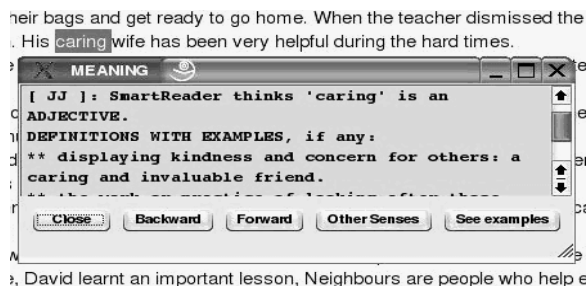 heir bags and get ready to go home. When the teacher dismissed the
. His caring wife has been very helpful during the hard times.
MEANING
[ JJ ]: SmartReader thinks 'caring' is an
ADJECTIVE.
DEFINITIONS WITH EXAMPLES, if any:
** displaying kindness and concern for others: a
caring and invaluable friend.
Close Backward Forward Other Senses See examples
e, David learnt an important lesson, Neighbours are people who help e